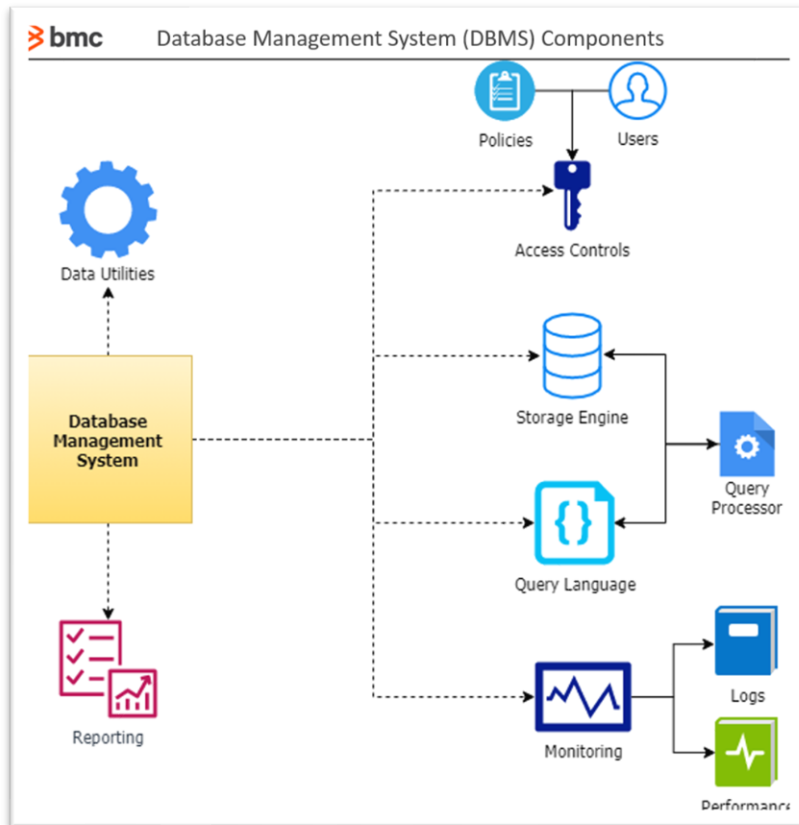 bmc
Database Management System (DBMS) Components
Policies
Users
Access Controls
Data Utilities
Storage Engine
Database
Management
System
Query
Processor
Query Language
Reporting
Logs
Monitoring
Performance